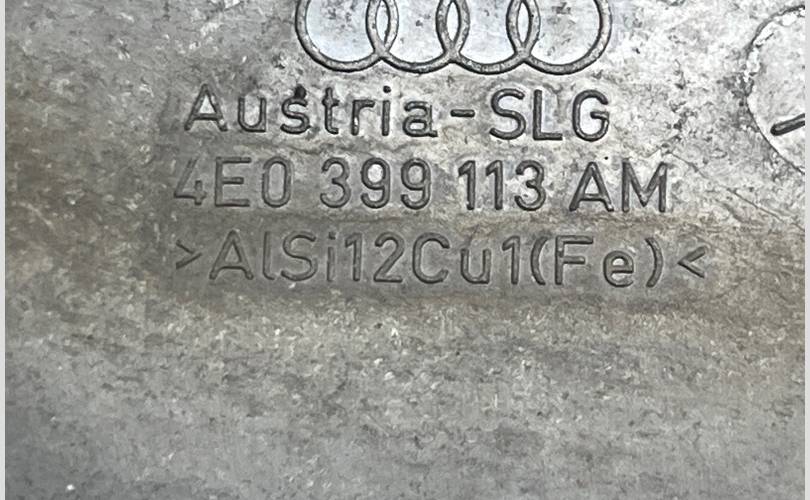 Austria-SLG
4E0 399 113 AM
>AlSi12Cu1(Fe)<